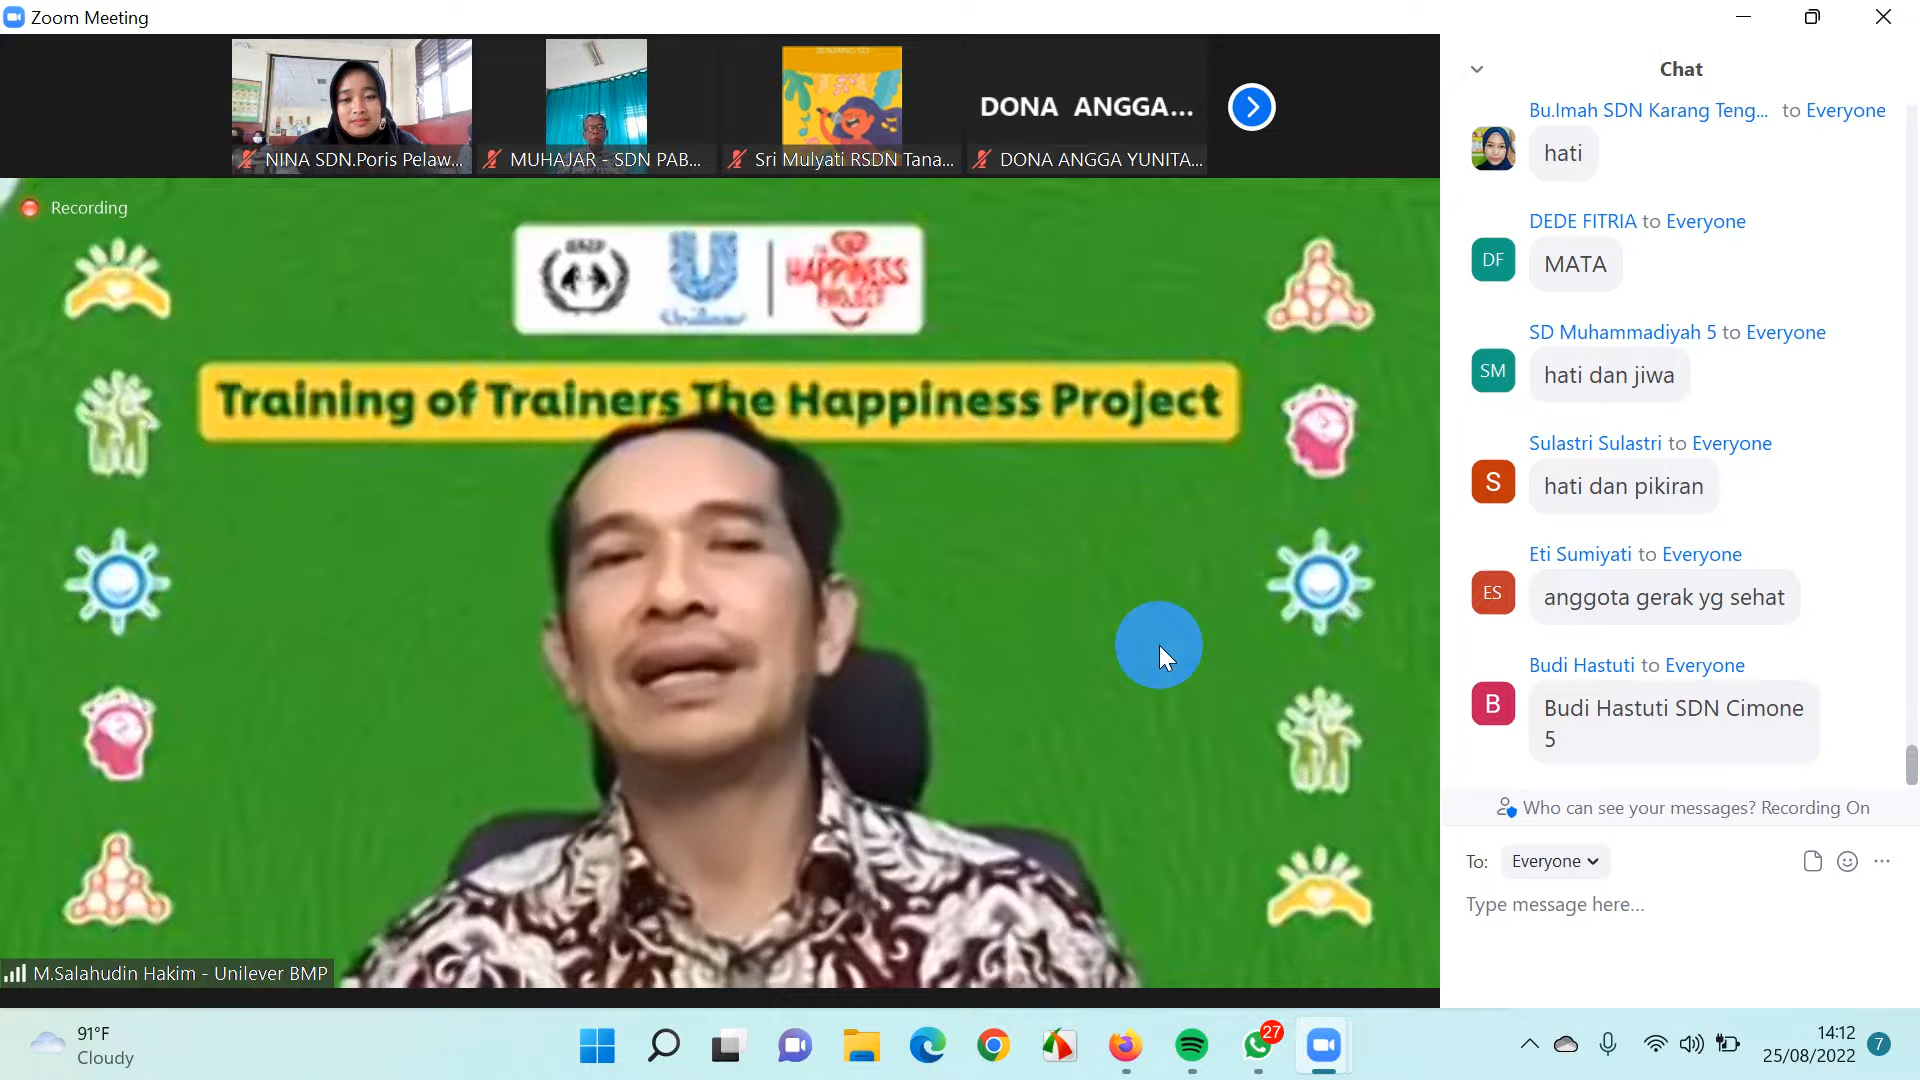 Zoom Meeting
NINA SDN.Poris Pelaw...
MUHAJAR - SDN PAB...
Sri Mulyati RSDN Tana...
DONA ANGGA...
DONA ANGGA YUNITA...
Recording
Unilever
HAPPINESS
PROJECT
Training of Trainers The Happiness Project
M.Salahudin Hakim - Unilever BMP
Chat
Bu.Imah SDN Karang Teng... to Everyone
hati
DEDE FITRIA to Everyone
DF
MATA
SD Muhammadiyah 5 to Everyone
SM
hati dan jiwa
Sulastri Sulastri to Everyone
S
hati dan pikiran
Eti Sumiyati to Everyone
ES
anggota gerak yg sehat
Budi Hastuti to Everyone
B
Budi Hastuti SDN Cimone
5
Who can see your messages? Recording On
To: Everyone
Type message here...
91°F
Cloudy
27
14:12
25/08/2022
7